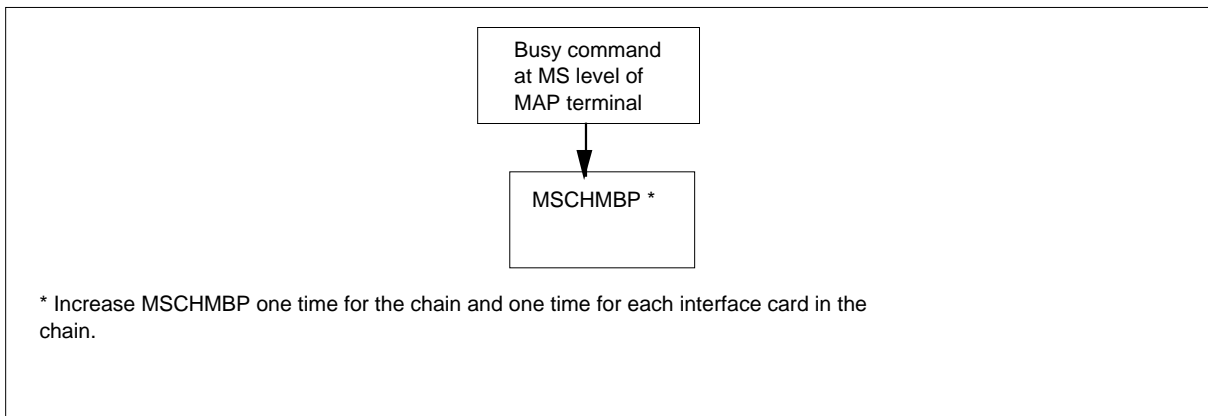 Busy command
at MS level of
MAP terminal
MSCHMBP *
* Increase MSCHMBP one time for the chain and one time for each interface card in the
chain.